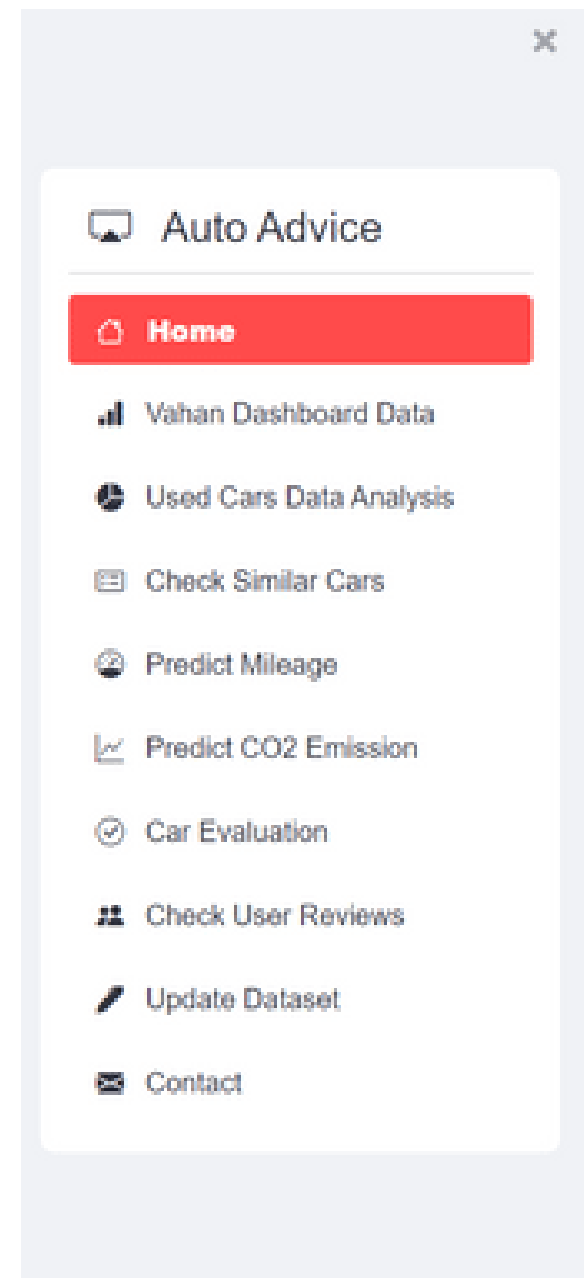 Auto Advice
Home
Vahan Dashboard Data
Used Cars Data Analysis
Check Similar Cars
Predict Mileage
Predict CO2 Emission
Car Evaluation
Check User Reviews
Update Dataset
Contact